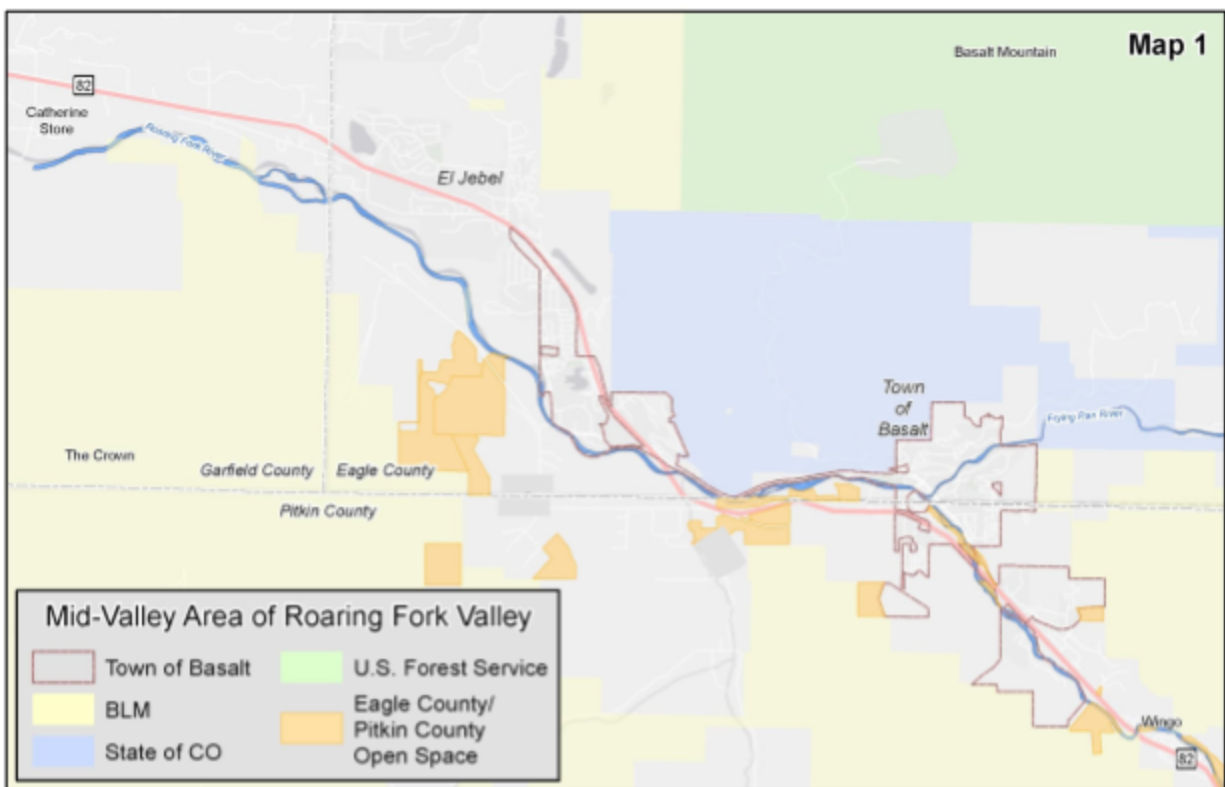 Map 1
Basalt Mountain
82
Catherine
Store
Roaring Fork River
El Jebel
Town
of
Basalt
Frying Pan River
The Crown
Garfield County
Eagle County
Pitkin County
Wingo
82
Mid-Valley Area of Roaring Fork Valley
Town of Basalt
BLM
State of CO
U.S. Forest Service
Eagle County/
Pitkin County
Open Space